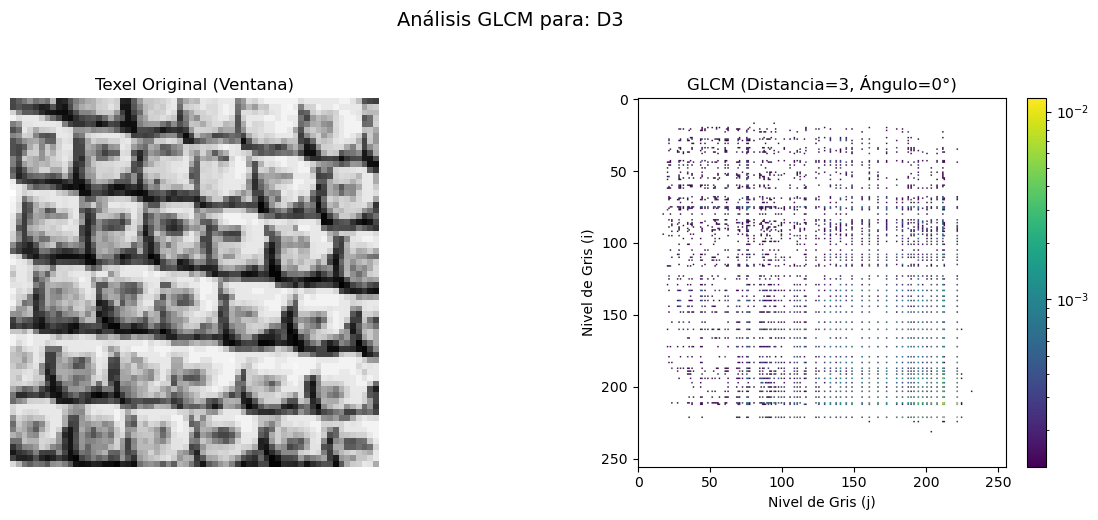 Análisis GLCM para: D3
Texel Original (Ventana)
GLCM (Distancia=3, Ángulo=0°)
0
50
100
150
200
250
Nivel de Gris (i)
0
50
100
150
200
250
Nivel de Gris (j)
10⁻²
10⁻³